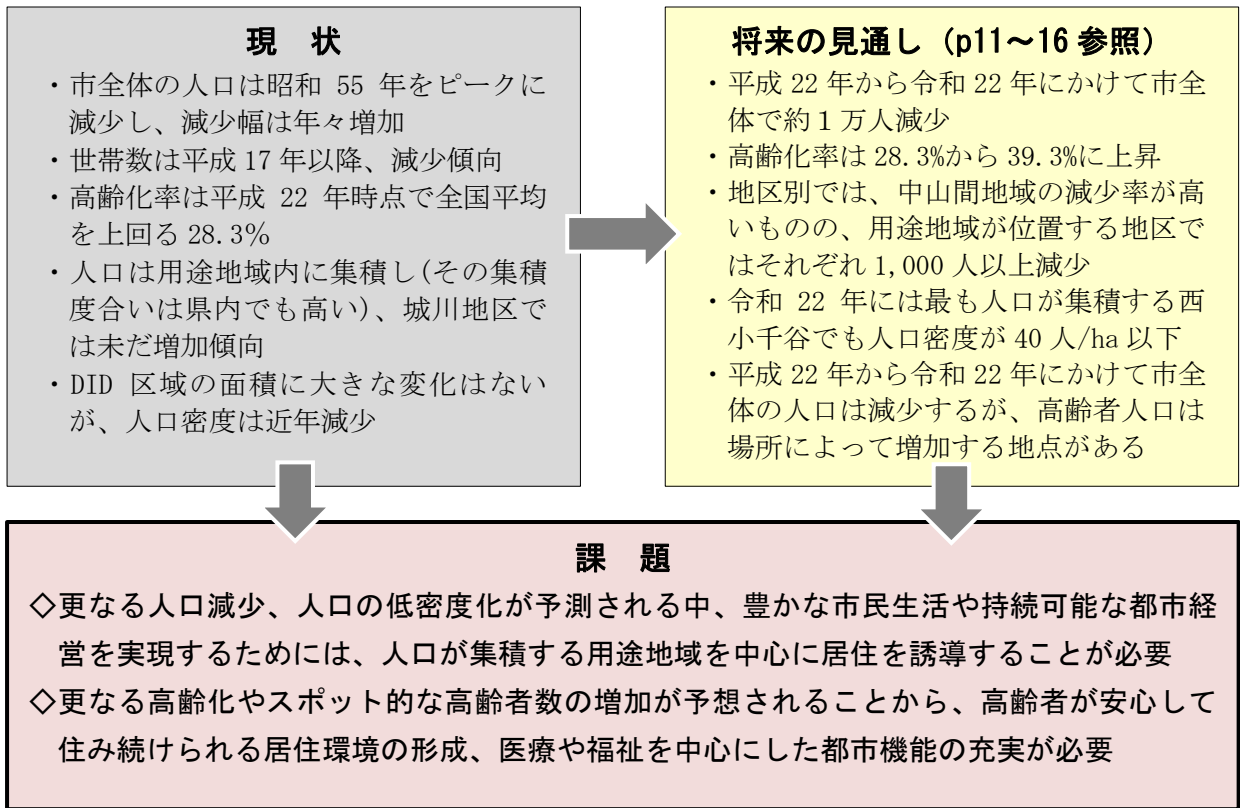 現　状
・市全体の人口は昭和 55 年をピークに
減少し、減少幅は年々増加
・世帯数は平成 17 年以降、減少傾向
・高齢化率は平成 22 年時点で全国平均
を上回る 28.3％
・人口は用途地域内に集積し(その集積
度合いは県内でも高い)、城川地区で
は未だ増加傾向
・DID 区域の面積に大きな変化はない
が、人口密度は近年減少
将来の見通し（p11～16 参照）
・平成 22 年から令和 22 年にかけて市全
体で約１万人減少
・高齢化率は 28.3%から 39.3%に上昇
・地区別では、中山間地域の減少率が高
いものの、用途地域が位置する地区で
はそれぞれ 1,000 人以上減少
・令和 22 年には最も人口が集積する西
小千谷でも人口密度が 40 人/ha 以下
・平成 22 年から令和 22 年にかけて市全
体の人口は減少するが、高齢者人口は
場所によって増加する地点がある
課　題
◇更なる人口減少、人口の低密度化が予測される中、豊かな市民生活や持続可能な都市経
営を実現するためには、人口が集積する用途地域を中心に居住を誘導することが必要
◇更なる高齢化やスポット的な高齢者数の増加が予想されることから、高齢者が安心して
住み続けられる居住環境の形成、医療や福祉を中心にした都市機能の充実が必要